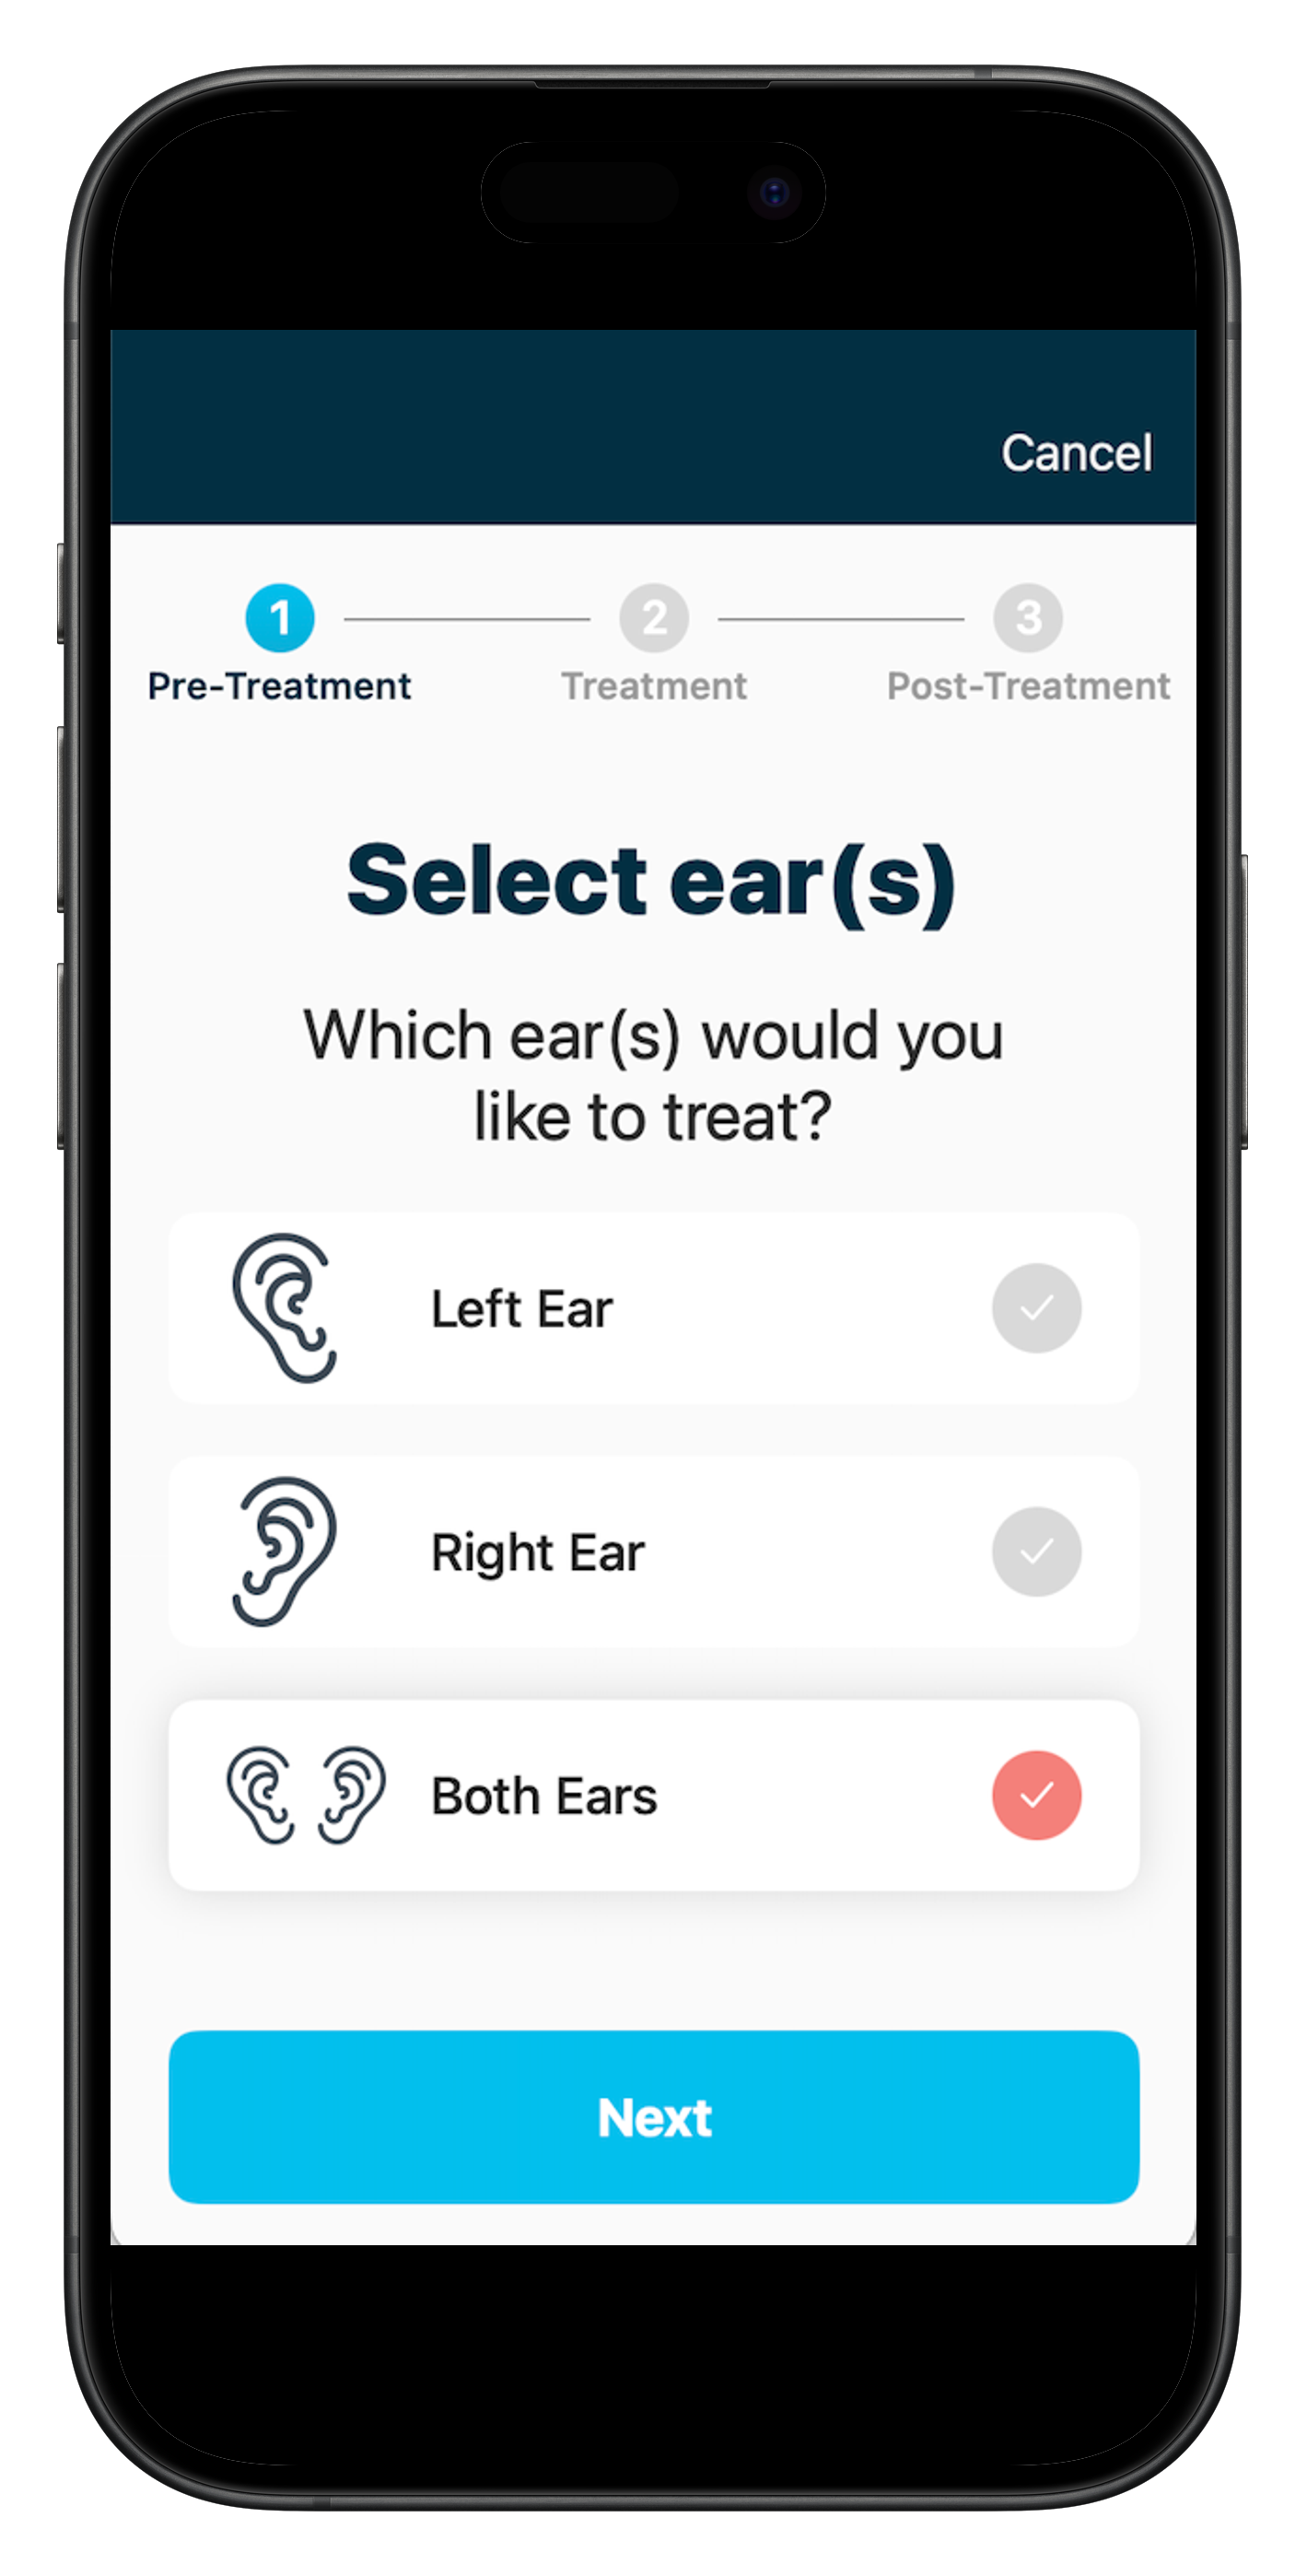 Cancel
1 2 3
Pre-Treatment Treatment Post-Treatment
Select ear(s)
Which ear(s) would you
like to treat?
Left Ear
Right Ear
Both Ears
Next